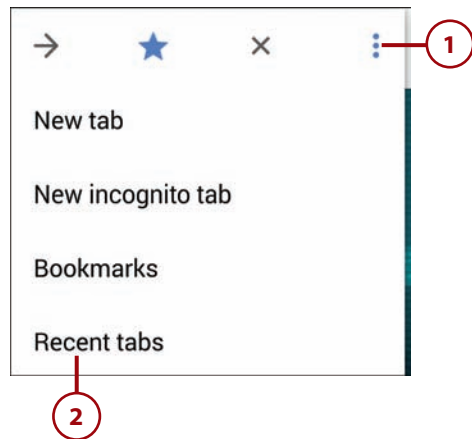 1
New tab
New incognito tab
Bookmarks
Recent tabs
2